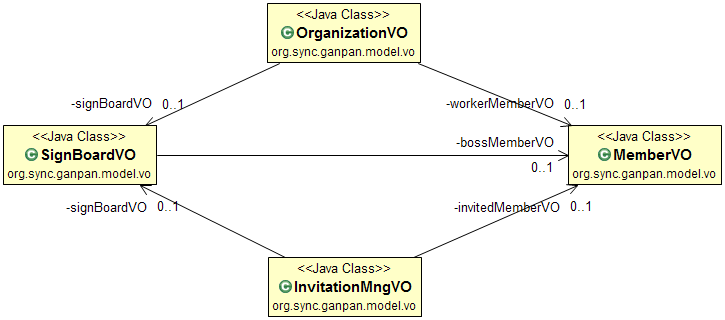 <<Java Class>>
C OrganizationVO
org.sync.ganpan.model.vo
-signBoardVO 0..1
-workerMemberVO 0..1
<<Java Class>>
C SignBoardVO
org.sync.ganpan.model.vo
-bossMemberVO
0..1
<<Java Class>>
C MemberVO
org.sync.ganpan.model.vo
-signBoardVO 0..1
-invitedMemberVO 0..1
<<Java Class>>
C InvitationMngVO
org.sync.ganpan.model.vo